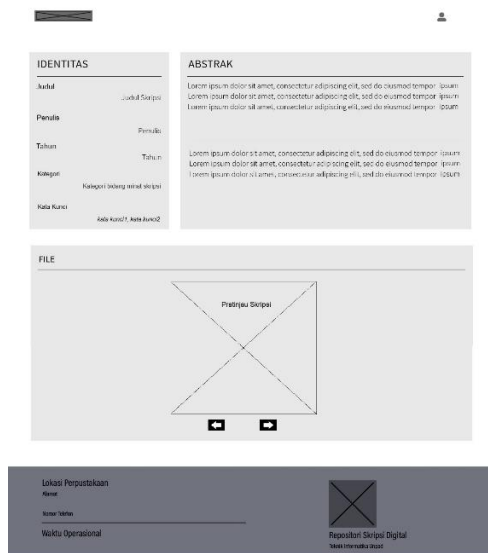 IDENTITAS
Judul
Judul Skripsi
Penulis
Penulis
Tahun
Tahun
Kategori
Kategori bidang minat skripsi
Kata Kunci
kata kunci1, kata kunci2
ABSTRAK
Lorem ipsum dolor sit amet, consectetur adipiscing elit, sed do eiusmod tempor ipsum
Lorem ipsum dolor sit amet, consectetur adipiscing elit, sed do eiusmod tempor ipsum
Lorem ipsum dolor sit amet, consectetur adipiscing elit, sed do eiusmod tempor ipsum
Lorem ipsum dolor sit amet, consectetur adipiscing elit, sed do eiusmod tempor ipsum
Lorem ipsum dolor sit amet, consectetur adipiscing elit, sed do eiusmod tempor ipsum
Lorem ipsum dolor sit amet, consectetur adipiscing elit, sed do eiusmod tempor ipsum
FILE
Pratinjau Skripsi
Lokasi Perpustakaan
Alamat
Nomor Telefon
Waktu Operasional
Repositori Skripsi Digital
Teknik Informatika Unpad